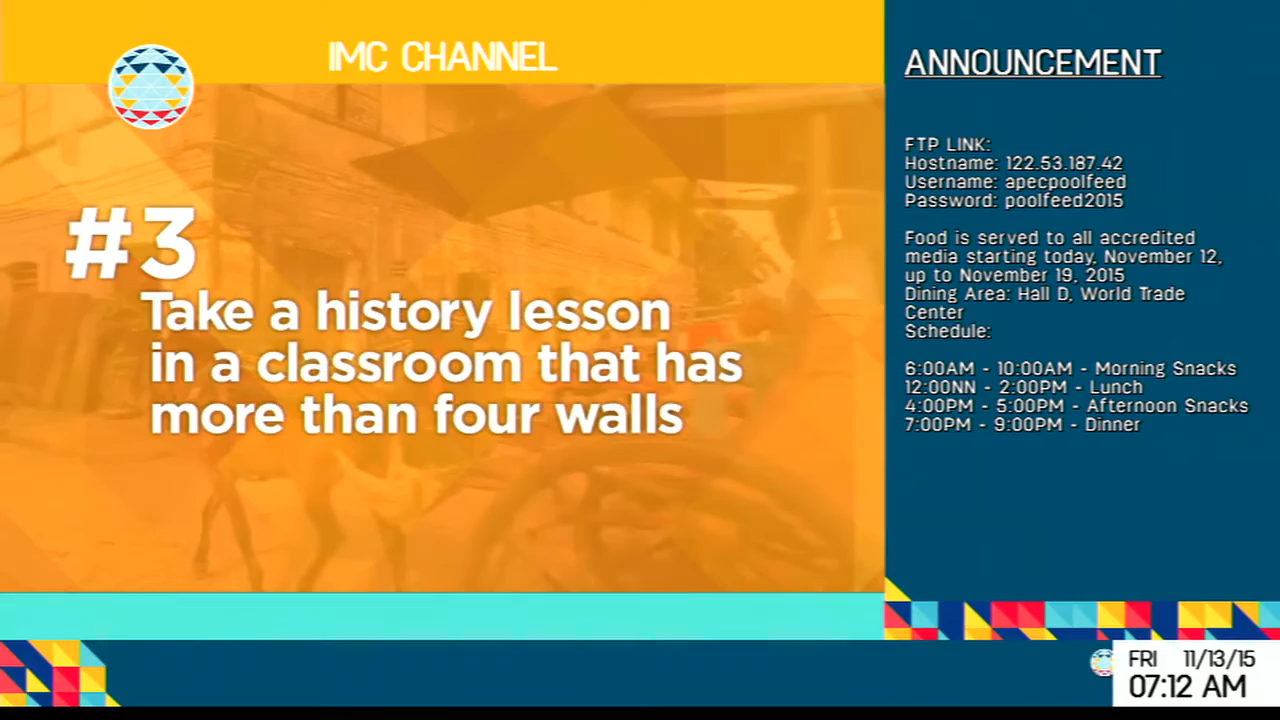 IMC CHANNEL
#3
Take a history lesson
in a classroom that has
more than four walls
ANNOUNCEMENT
FTP LINK:
Hostname: 122.53.187.42
Username: apecpoolfeed
Password: poolfeed2015
Food is served to all accredited
media starting today, November 12,
up to November 19, 2015
Dining Area: Hall D, World Trade
Center
Schedule:
6:00AM - 10:00AM - Morning Snacks
12:00NN - 2:00PM - Lunch
4:00PM - 5:00PM - Afternoon Snacks
7:00PM - 9:00PM - Dinner
FRI 11/13/15
07:12 AM